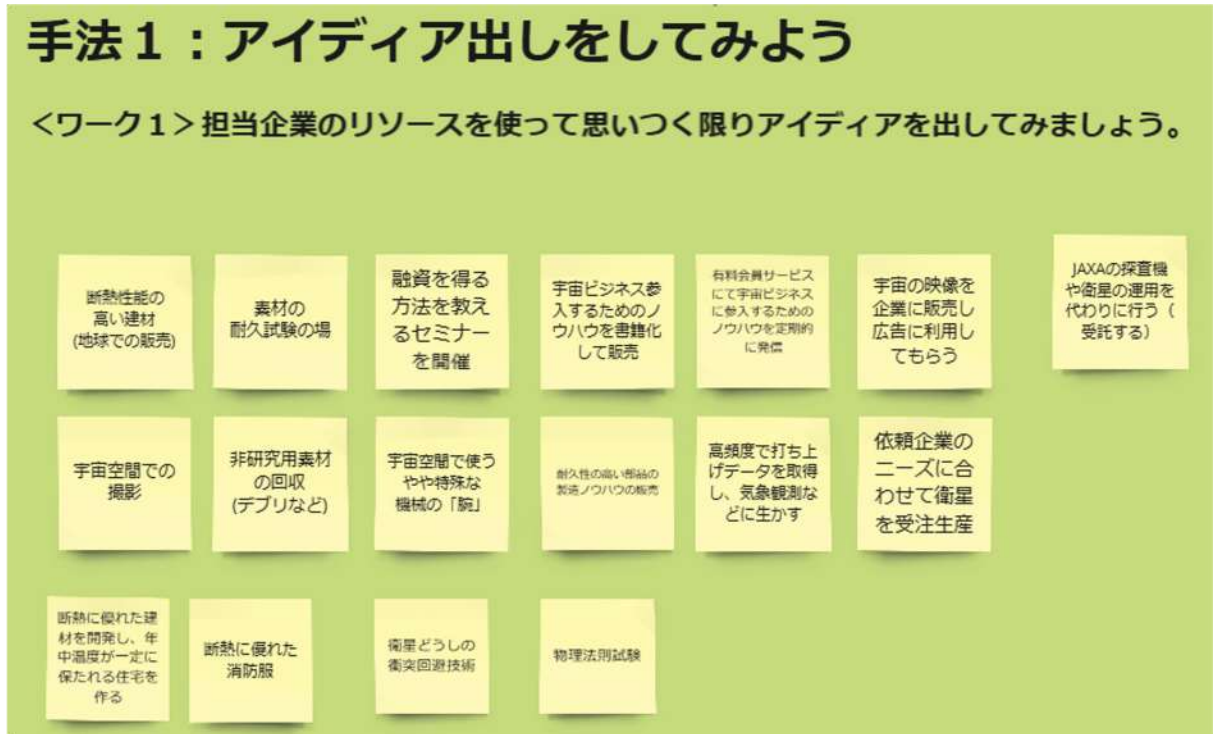 手法１：アイディア出しをしてみよう
＜ワーク１＞担当企業のリソースを使って思いつく限りアイディアを出してみましょう。
断熱性能の
高い建材
(地球での販売)
素材の
耐久試験の場
融資を得る
方法を教え
るセミナー
を開催
宇宙ビジネス参
入するためのノ
ウハウを書籍化
して販売
有料会員サービス
にて宇宙ビジネス
に参入するための
ノウハウを定期的
に発信
宇宙の映像を
企業に販売し
広告に利用し
てもらう
JAXAの探査機
や衛星の運用を
代わりに行う（
受託する）
宇宙空間での
撮影
非研究用素材
の回収
(デブリなど)
宇宙空間で使う
やや特殊な
機械の「腕」
耐久性の高い部品の
製造ノウハウの販売
高頻度で打ち上
げデータを取得
し、気象観測な
どに生かす
依頼企業の
ニーズに合
わせて衛星
を受注生産
断熱に優れた建
材を開発し、年
中温度が一定に
保たれる住宅を
作る
断熱に優れた
消防服
衛星どうしの
衝突回避技術
物理法則試験